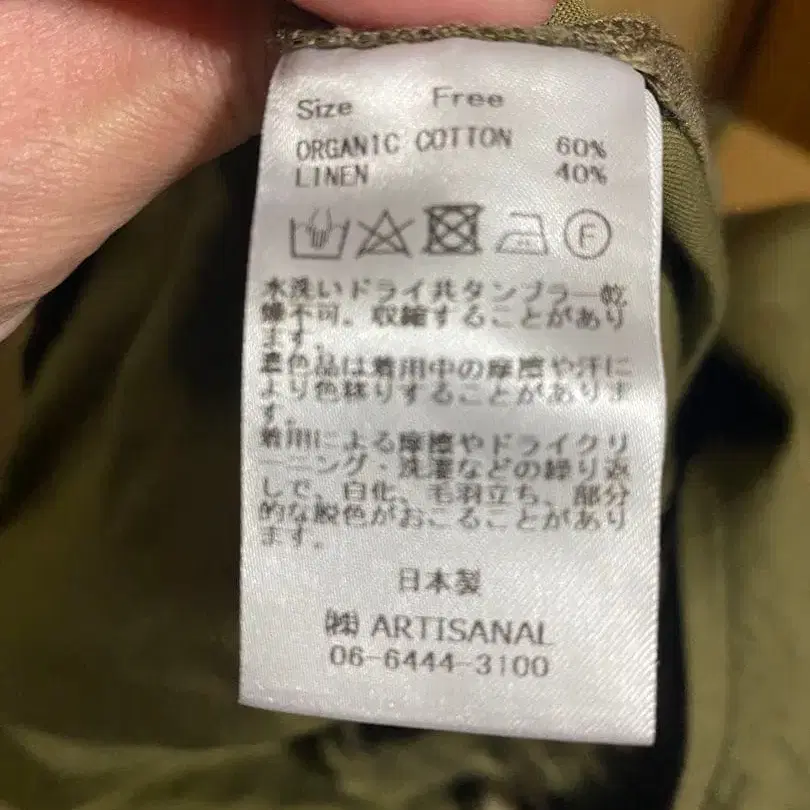 Size Free
ORGANIC COTTON 60%
LINEN 40%
F
水洗いドライ共タンブラー乾
燥不可。収縮することがあり
ます。
濃色品は着用中の摩擦や汗に
より色移りすることがありま
す。
着用による摩擦やドライクリ
ーニング・洗濯などの繰り返
しで、白化、毛羽立ち、部分
的な脱色がおこることがあり
ます。
日本製
㈱ ARTISANAL
06-6444-3100